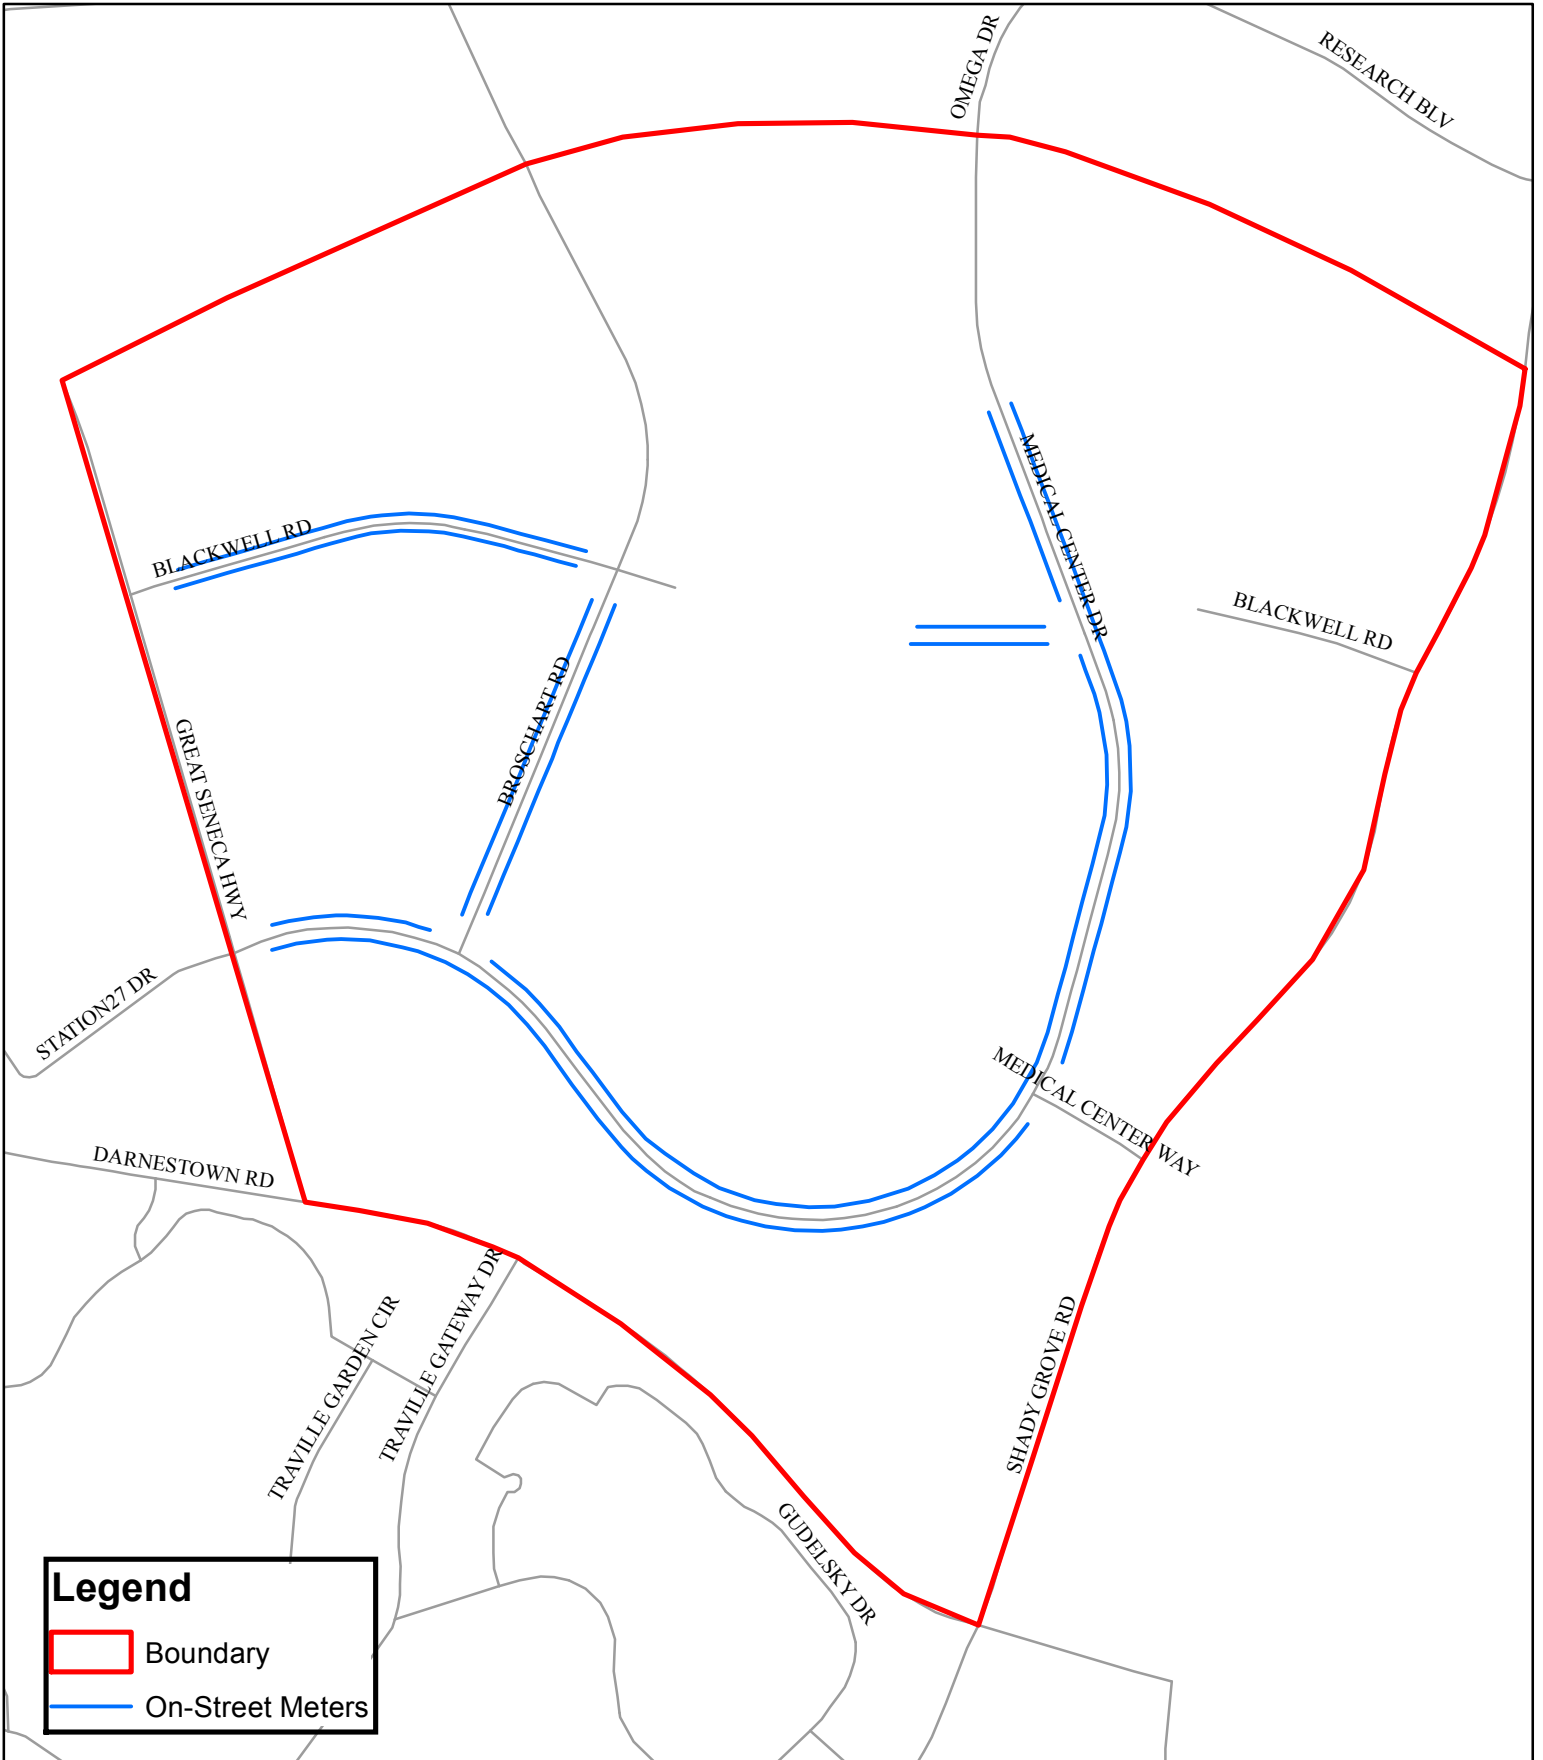 OMEGA DR
RESEARCH BLV
MEDICAL CENTER DR
BLACKWELL RD
BLACKWELL RD
BROSCHART RD
GREAT SENECA HWY
STATION27 DR
MEDICAL CENTER WAY
DARNESTOWN RD
TRAVILLE GARDEN CIR
TRAVILLE GATEWAY DR
SHADY GROVE RD
GUDELSKY DR
Legend
Boundary
On-Street Meters